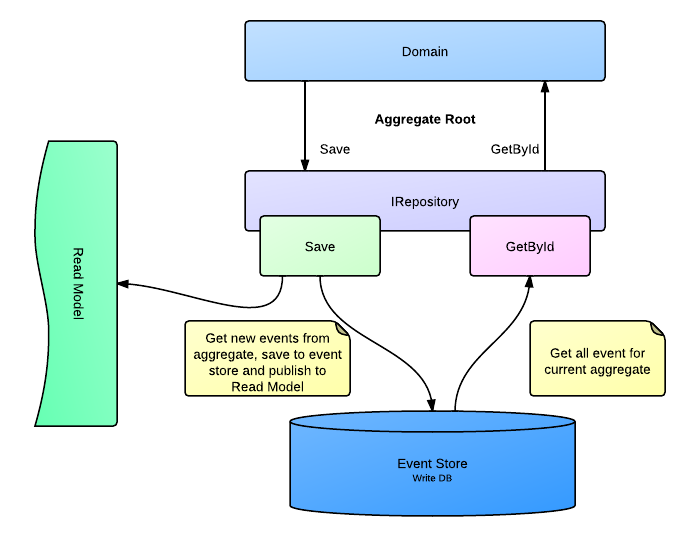 Domain
Aggregate Root
Save
GetById
IRepository
Save
GetById
Read Model
Get new events from
aggregate, save to event
store and publish to
Read Model
Get all event for
current aggregate
Event Store
Write DB